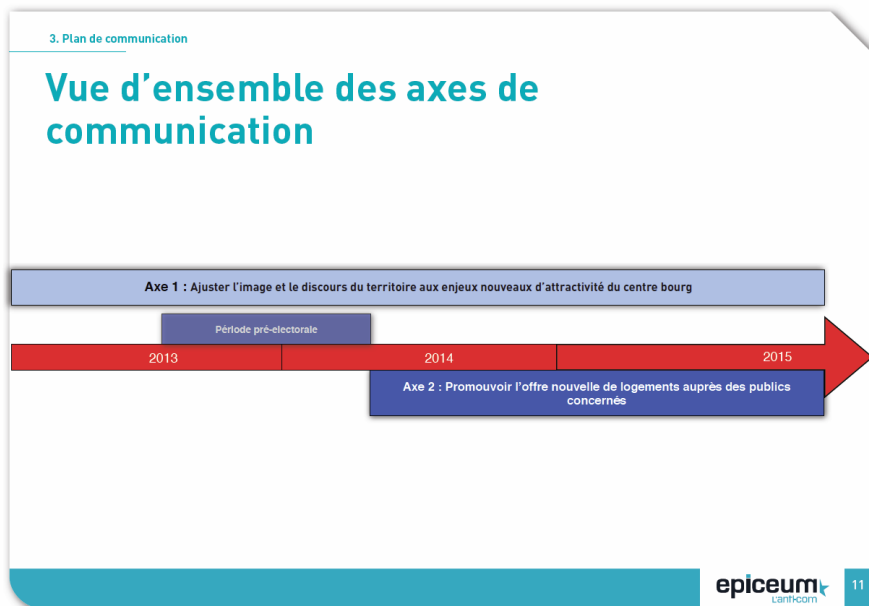 3. Plan de communication
Vue d'ensemble des axes de
communication
Axe 1 : Ajuster l'image et le discours du territoire aux enjeux nouveaux d'attractivité du centre bourg
Période pré-electorale
2013
2014
2015
Axe 2 : Promouvoir l'offre nouvelle de logements auprès des publics
concernés
epiceum
L'anti-com
11